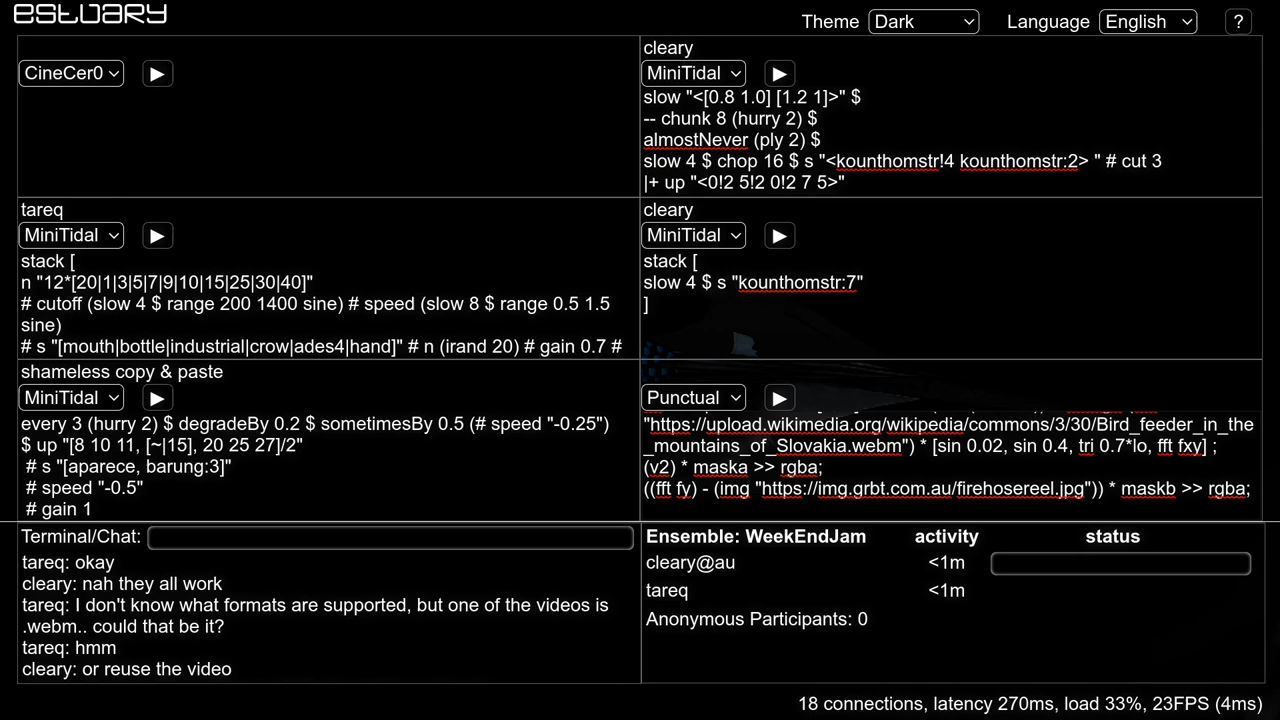 estuary
Theme Dark Language English ?
CineCer0 ▶
cleary
MiniTidal ▶
slow "<[0.8 1.0] [1.2 1]>" $
-- chunk 8 (hurry 2) $
almostNever (ply 2) $
slow 4 $ chop 16 $ s "<kounthomstr!4 kounthomstr:2> " # cut 3
|+ up "<0!2 5!2 0!2 7 5>"
tareq
MiniTidal ▶
stack [
n "12*[20|1|3|5|7|9|10|15|25|30|40]"
# cutoff (slow 4 $ range 200 1400 sine) # speed (slow 8 $ range 0.5 1.5
sine)
# s "[mouth|bottle|industrial|crow|ades4|hand]" # n (irand 20) # gain 0.7 #
cleary
MiniTidal ▶
stack [
slow 4 $ s "kounthomstr:7"
]
shameless copy & paste
MiniTidal ▶
every 3 (hurry 2) $ degradeBy 0.2 $ sometimesBy 0.5 (# speed "-0.25")
$ up "[8 10 11, [~|15], 20 25 27]/2"
# s "[aparece, barung:3]"
# speed "-0.5"
# gain 1
Punctual ▶
"https://upload.wikimedia.org/wikipedia/commons/3/30/Bird_feeder_in_the
_mountains_of_Slovakia.webm") * [sin 0.02, sin 0.4, tri 0.7*lo, fft fxy] ;
(v2) * maska >> rgba;
((fft fy) - (img "https://img.grbt.com.au/firehosereel.jpg")) * maskb >> rgba;
Terminal/Chat:
tareq: okay
cleary: nah they all work
tareq: I don't know what formats are supported, but one of the videos is
.webm.. could that be it?
tareq: hmm
cleary: or reuse the video
Ensemble: WeekEndJam activity status
cleary@au <1m
tareq <1m
Anonymous Participants: 0
18 connections, latency 270ms, load 33%, 23FPS (4ms)